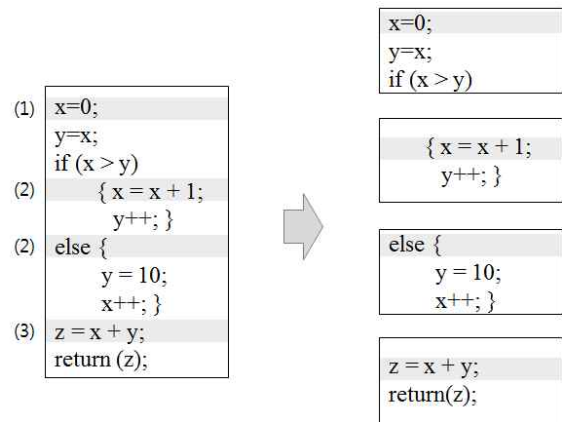 (1) x=0;
y=x;
if (x > y)
(2) { x = x + 1;
y++; }
(2) else {
y = 10;
x++; }
(3) z = x + y;
return (z);
x=0;
y=x;
if (x > y)
{ x = x + 1;
y++; }
else {
y = 10;
x++; }
z = x + y;
return(z);